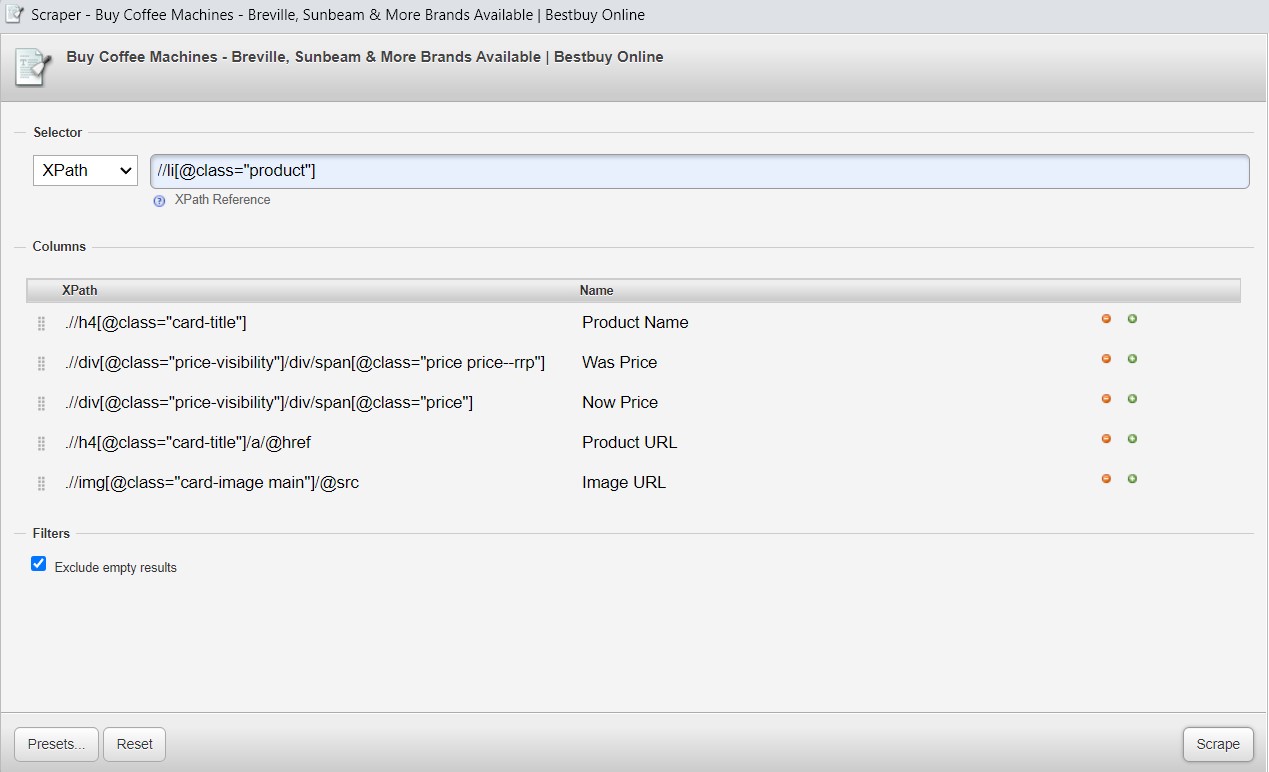 Scraper - Buy Coffee Machines - Breville, Sunbeam & More Brands Available | Bestbuy Online
Buy Coffee Machines - Breville, Sunbeam & More Brands Available | Bestbuy Online
Selector
XPath //li[@class="product"]
? XPath Reference
Columns
XPath Name
.//h4[@class="card-title"] Product Name
.//div[@class="price-visibility"]/div/span[@class="price price--rrp"] Was Price
.//div[@class="price-visibility"]/div/span[@class="price"] Now Price
.//h4[@class="card-title"]/a/@href Product URL
.//img[@class="card-image main"]/@src Image URL
Filters
Exclude empty results
Presets... Reset Scrape